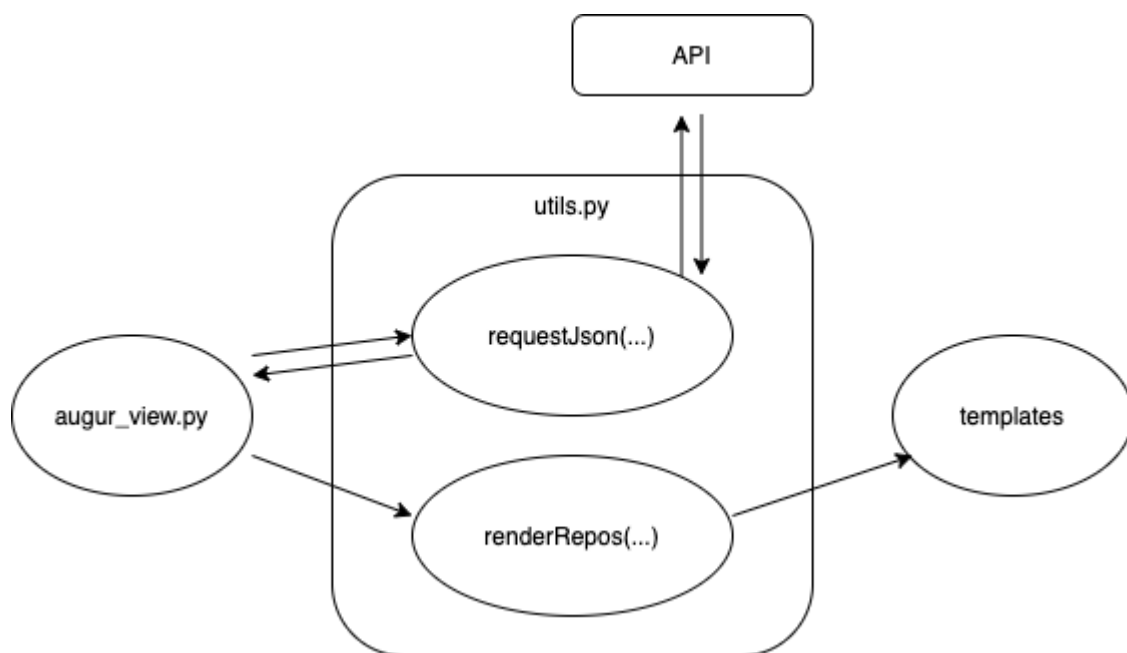 API
utils.py
requestJson(...)
augur_view.py
templates
renderRepos(...)